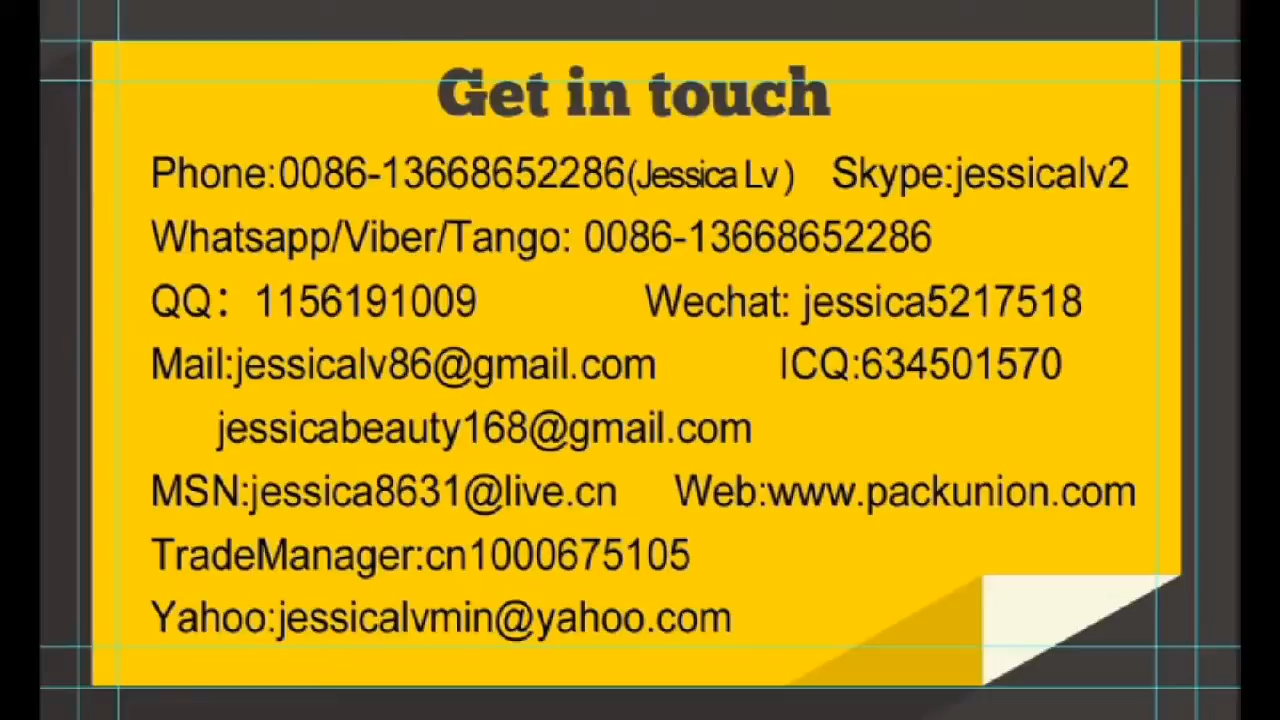 Get in touch
Phone:0086-13668652286(Jessica Lv) Skype:jessicalv2
Whatsapp/Viber/Tango: 0086-13668652286
QQ：1156191009 Wechat: jessica5217518
Mail:jessicalv86@gmail.com ICQ:634501570
jessicabeauty168@gmail.com
MSN:jessica8631@live.cn Web:www.packunion.com
TradeManager:cn1000675105
Yahoo:jessicalvmin@yahoo.com